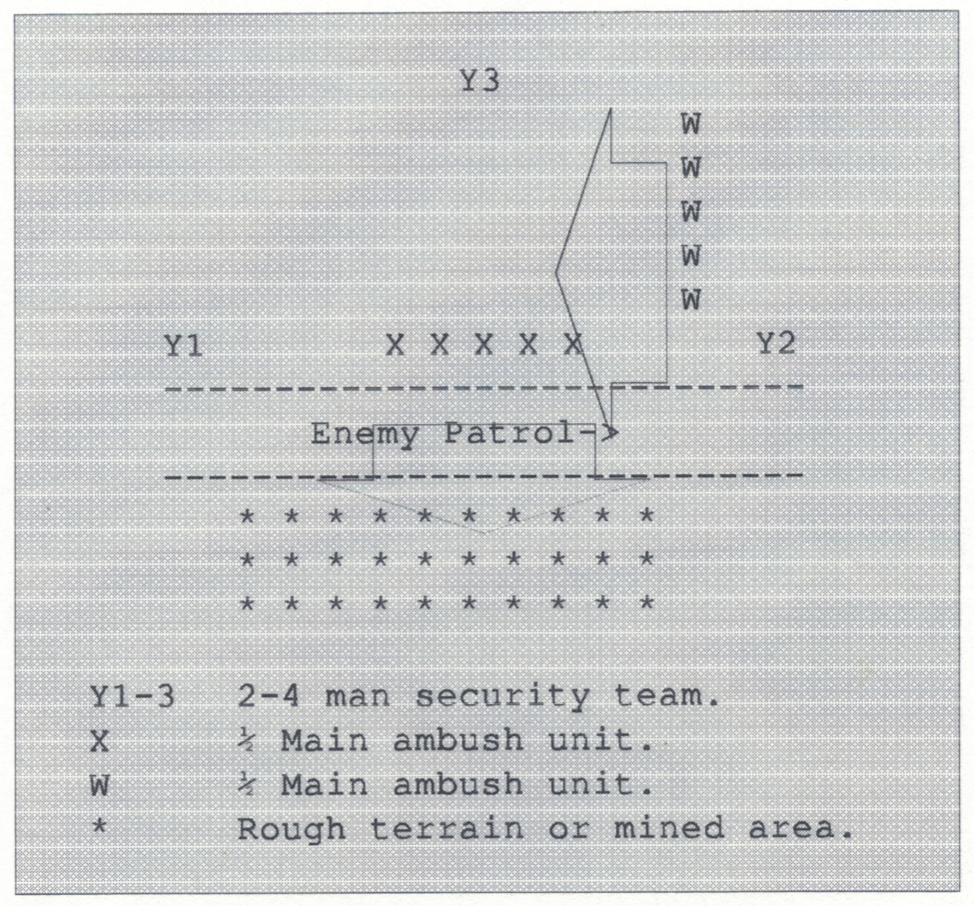 Y3
W
W
W
W
W
Y1 X X X X X Y2
-----------------------------
Enemy Patrol->
-----------------------------
* * * * * * * * * *
* * * * * * * * * *
* * * * * * * * * *
Y1-3 2-4 man security team.
X ½ Main ambush unit.
W ½ Main ambush unit.
* Rough terrain or mined area.